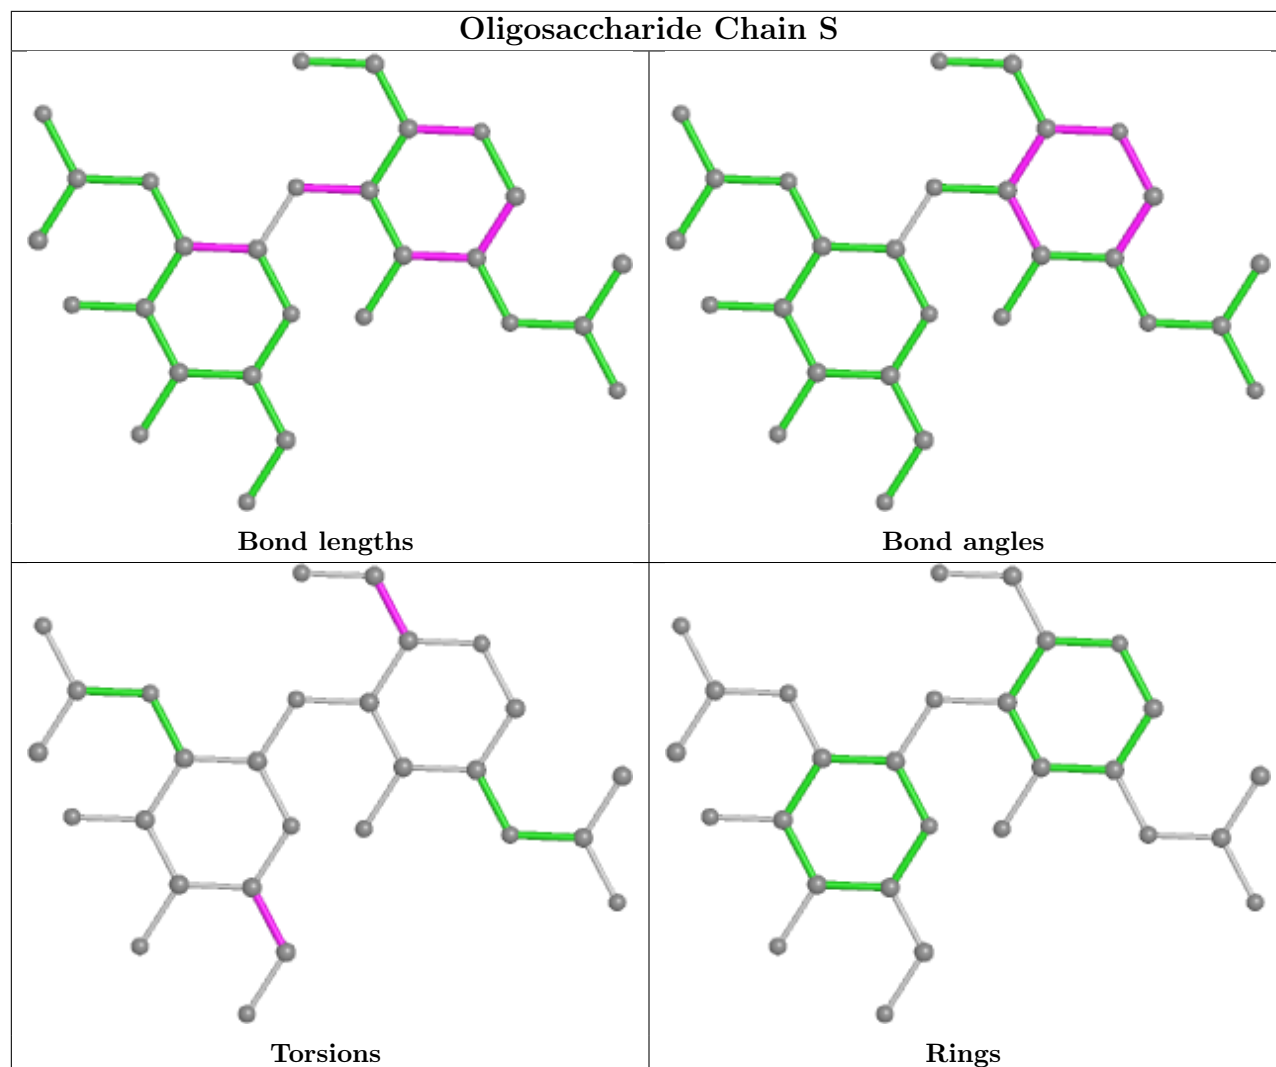 Oligosaccharide Chain S
Bond lengths
Bond angles
Torsions
Rings